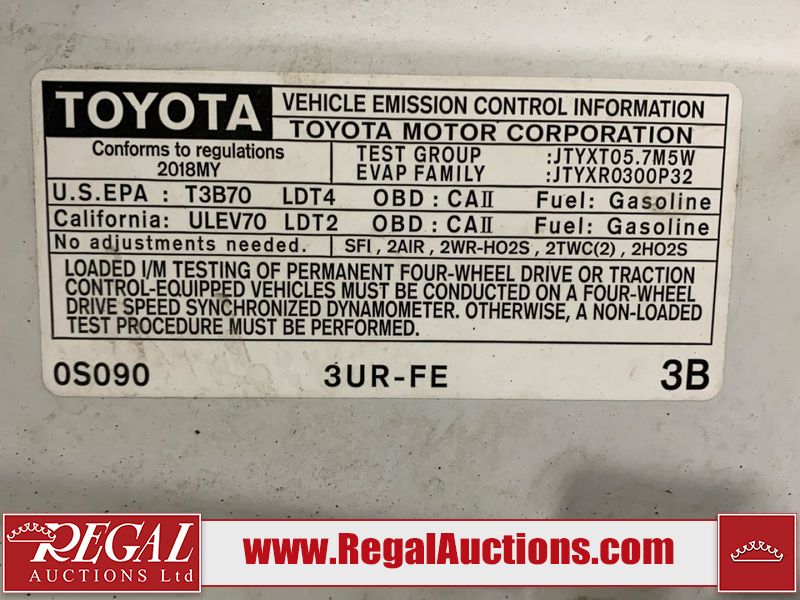 TOYOTA
VEHICLE EMISSION CONTROL INFORMATION
TOYOTA MOTOR CORPORATION
Conforms to regulations
2018MY
TEST GROUP :JTYXT05.7M5W
EVAP FAMILY :JTYXR0300P32
U.S.EPA : T3B70 LDT4 OBD : CAⅡ Fuel: Gasoline
California: ULEV70 LDT2 OBD : CAⅡ Fuel: Gasoline
No adjustments needed. SFI , 2AIR , 2WR-HO2S , 2TWC(2) , 2HO2S
LOADED I/M TESTING OF PERMANENT FOUR-WHEEL DRIVE OR TRACTION
CONTROL-EQUIPPED VEHICLES MUST BE CONDUCTED ON A FOUR-WHEEL
DRIVE SPEED SYNCHRONIZED DYNAMOMETER. OTHERWISE, A NON-LOADED
TEST PROCEDURE MUST BE PERFORMED.
0S090 3UR-FE 3B
REGAL
AUCTIONS Ltd
www.RegalAuctions.com